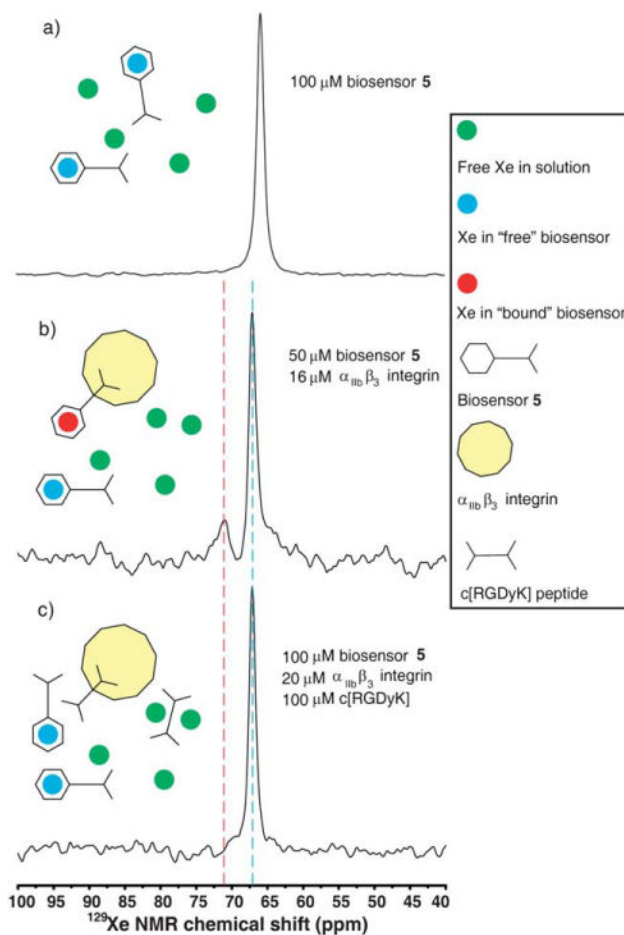 a)
100 μM biosensor 5
b)
50 μM biosensor 5
16 μM αIIbβ3 integrin
c)
100 μM biosensor 5
20 μM αIIbβ3 integrin
100 μM c[RGDyK]
100 95 90 85 80 75 70 65 60 55 50 45 40
129Xe NMR chemical shift (ppm)
Free Xe in solution
Xe in "free" biosensor
Xe in "bound" biosensor
Biosensor 5
αIIbβ3 integrin
c[RGDyK] peptide